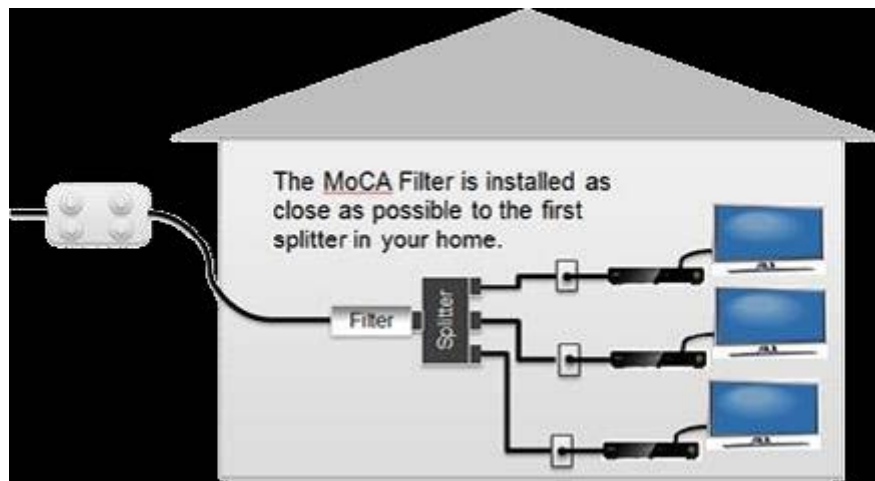 The MoCA Filter is installed as
close as possible to the first
splitter in your home.
Filter
Splitter